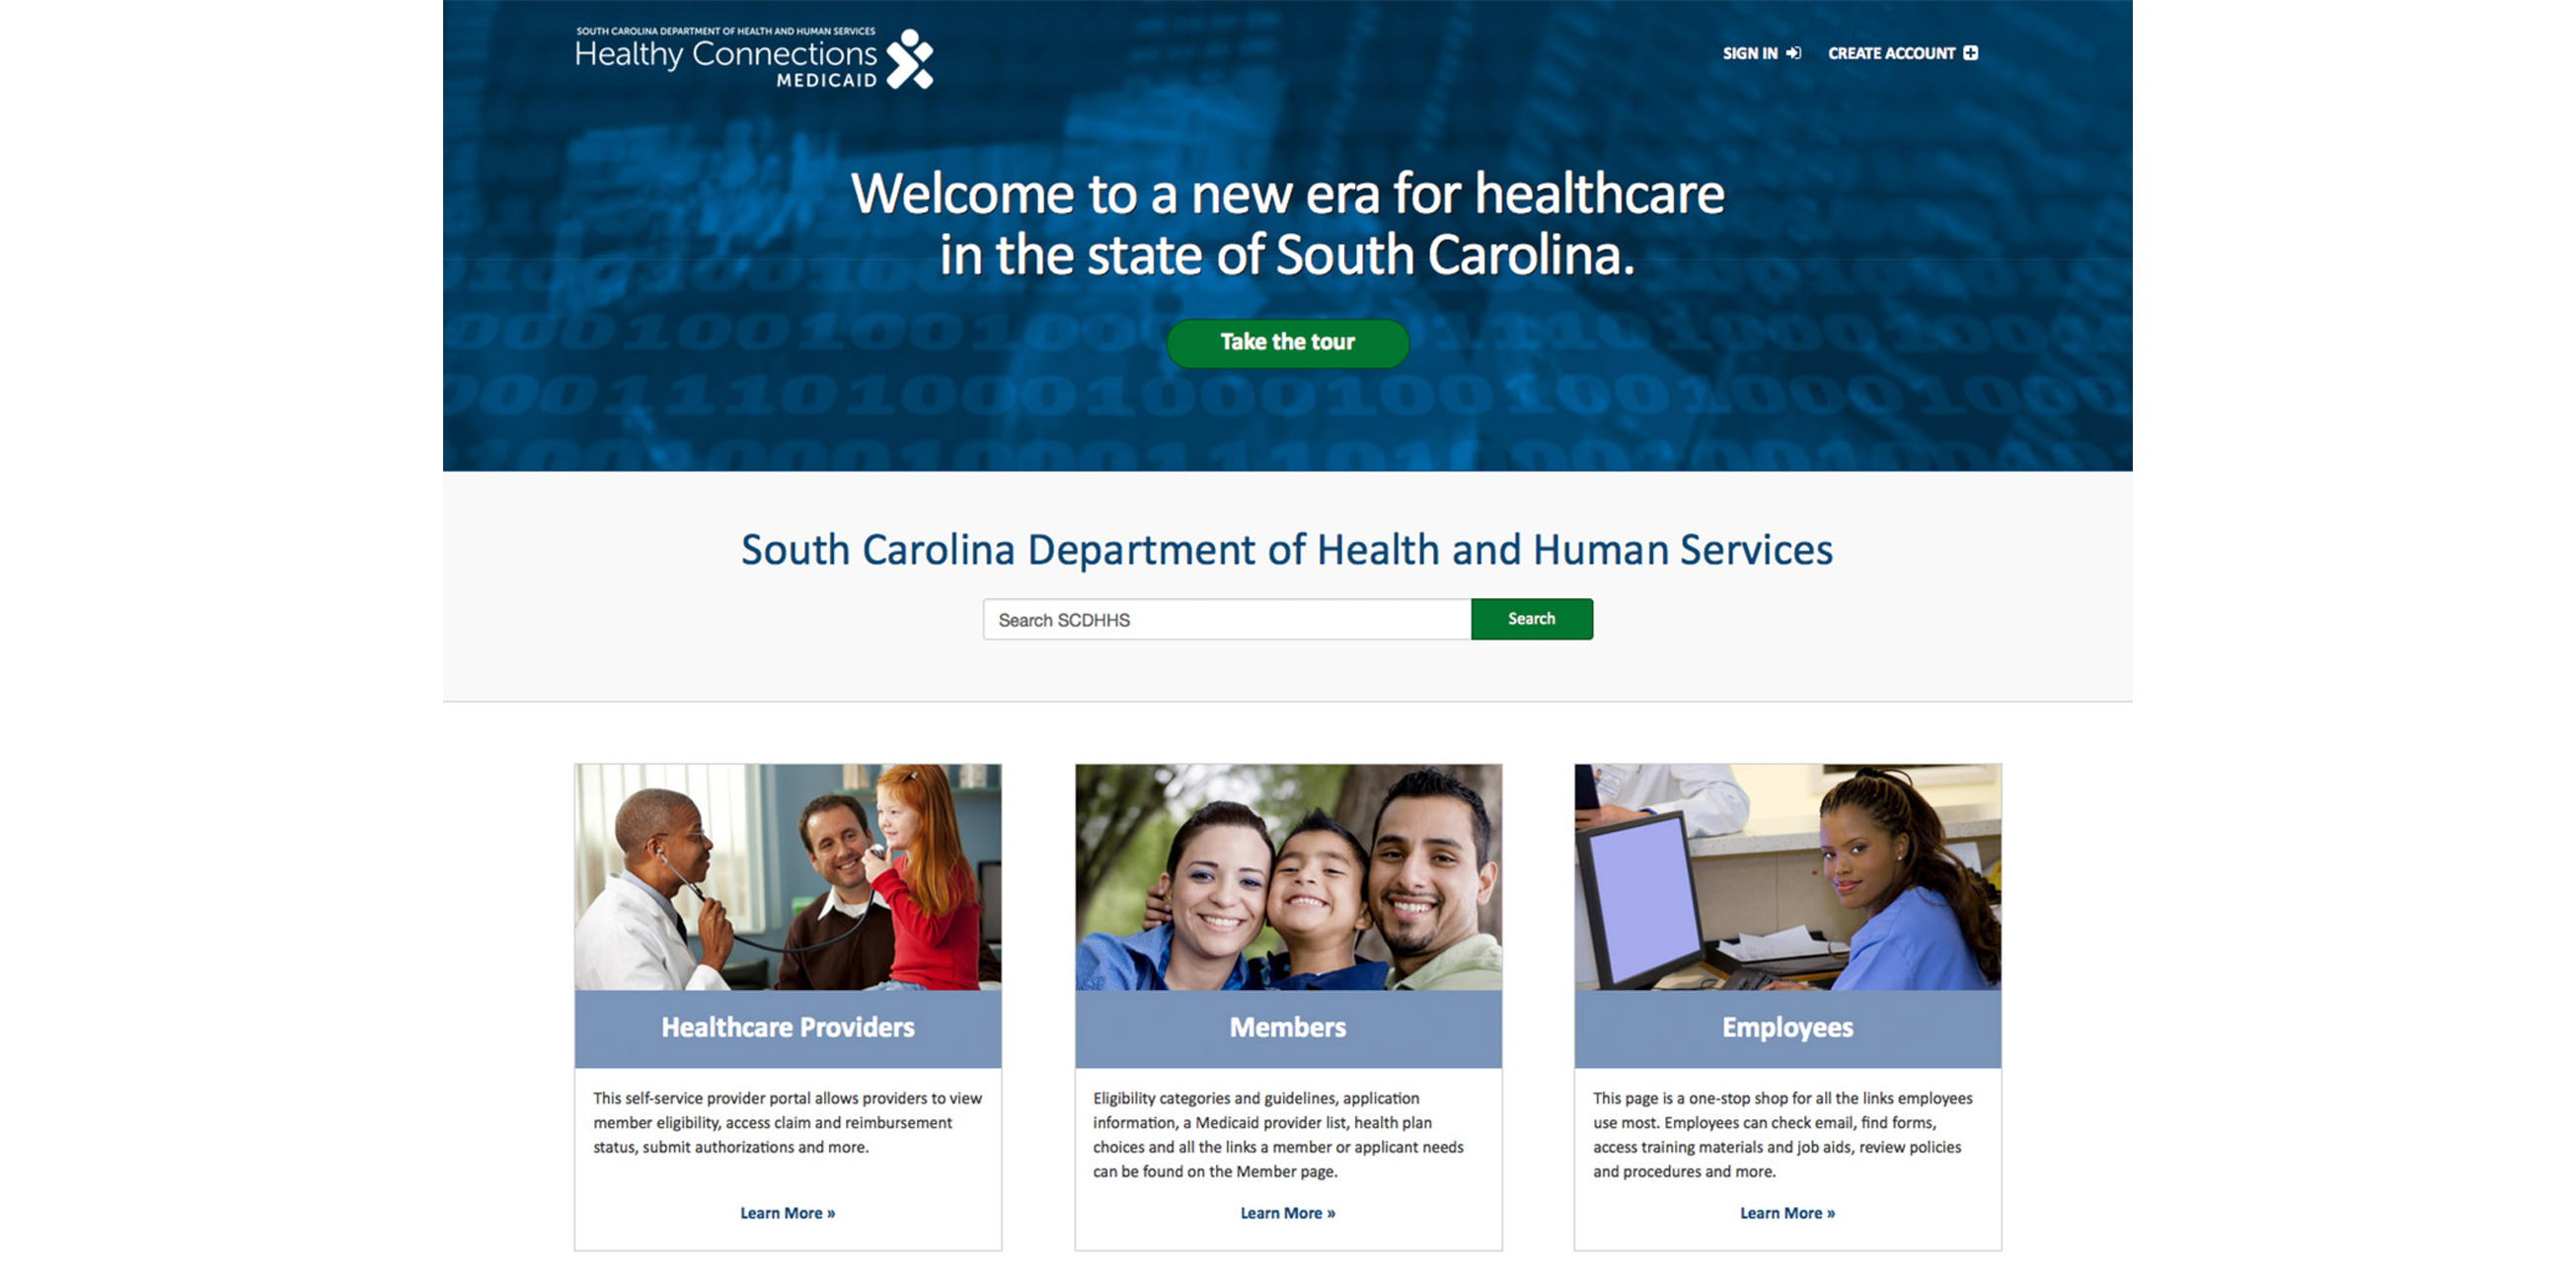 SOUTH CAROLINA DEPARTMENT OF HEALTH AND HUMAN SERVICES
Healthy Connections
MEDICAID
SIGN IN
CREATE ACCOUNT
Welcome to a new era for healthcare
in the state of South Carolina.
Take the tour
South Carolina Department of Health and Human Services
Search SCDHHS
Search
Healthcare Providers
This self-service provider portal allows providers to view
member eligibility, access claim and reimbursement
status, submit authorizations and more.
Learn More »
Members
Eligibility categories and guidelines, application
information, a Medicaid provider list, health plan
choices and all the links a member or applicant needs
can be found on the Member page.
Learn More »
Employees
This page is a one-stop shop for all the links employees
use most. Employees can check email, find forms,
access training materials and job aids, review policies
and procedures and more.
Learn More »